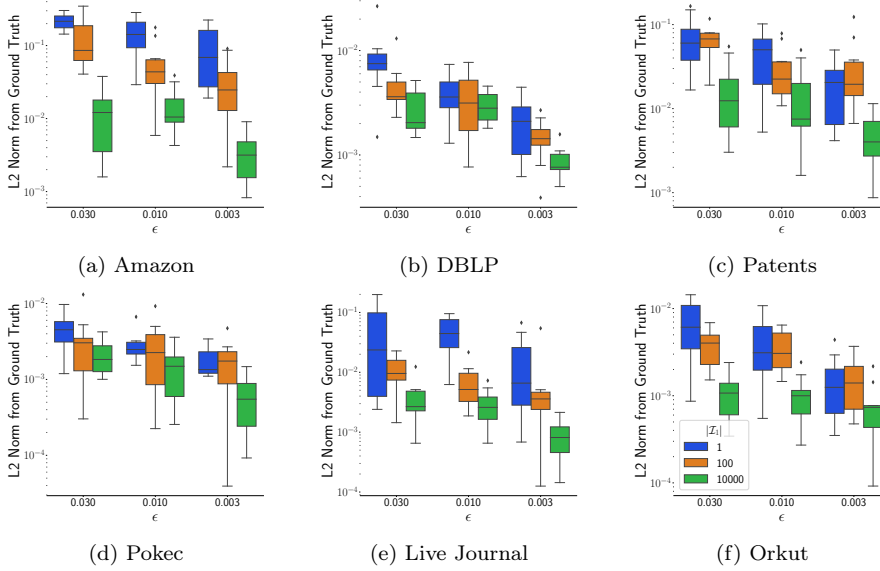 L2 Norm from Ground Truth
10⁻¹
10⁻²
10⁻³
0.030 0.010 0.003
ϵ
(a) Amazon
L2 Norm from Ground Truth
10⁻²
10⁻³
0.030 0.010 0.003
ϵ
(b) DBLP
L2 Norm from Ground Truth
10⁻¹
10⁻²
10⁻³
0.030 0.010 0.003
ϵ
(c) Patents
L2 Norm from Ground Truth
10⁻²
10⁻³
10⁻⁴
0.030 0.010 0.003
ϵ
(d) Pokec
L2 Norm from Ground Truth
10⁻¹
10⁻²
10⁻³
10⁻⁴
0.030 0.010 0.003
ϵ
(e) Live Journal
L2 Norm from Ground Truth
10⁻²
10⁻³
10⁻⁴
|𝓘₁|
1
100
10000
0.030 0.010 0.003
ϵ
(f) Orkut